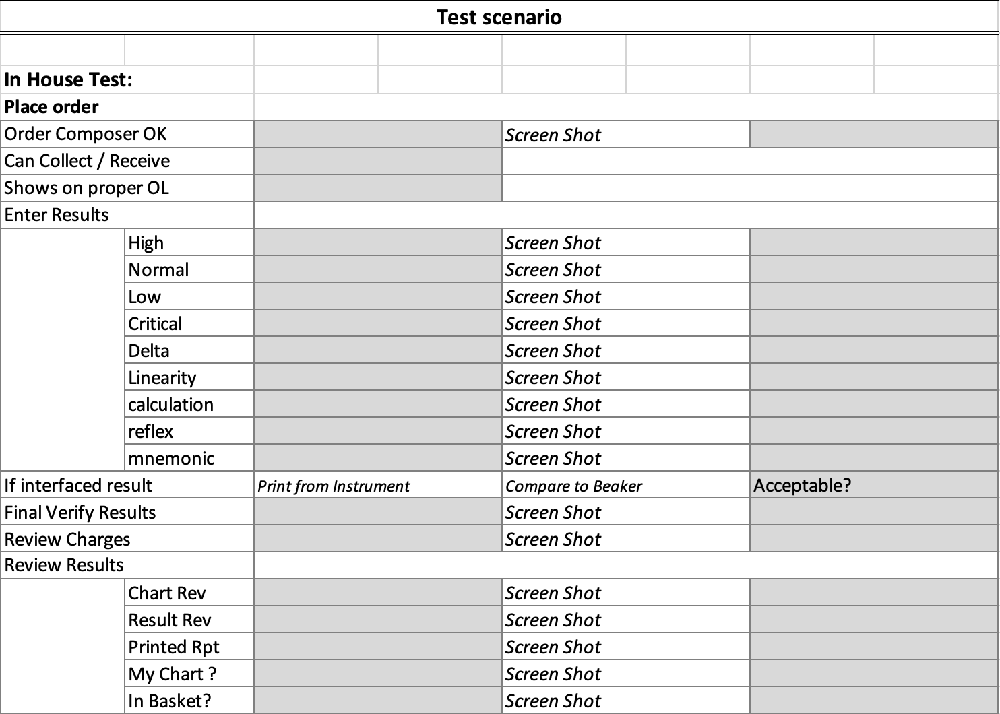 Test scenario
In House Test:
Place order
Order Composer OK Screen Shot
Can Collect / Receive
Shows on proper OL
Enter Results
High Screen Shot
Normal Screen Shot
Low Screen Shot
Critical Screen Shot
Delta Screen Shot
Linearity Screen Shot
calculation Screen Shot
reflex Screen Shot
mnemonic Screen Shot
If interfaced result Print from Instrument Compare to Beaker Acceptable?
Final Verify Results Screen Shot
Review Charges Screen Shot
Review Results
Chart Rev Screen Shot
Result Rev Screen Shot
Printed Rpt Screen Shot
My Chart ? Screen Shot
In Basket? Screen Shot